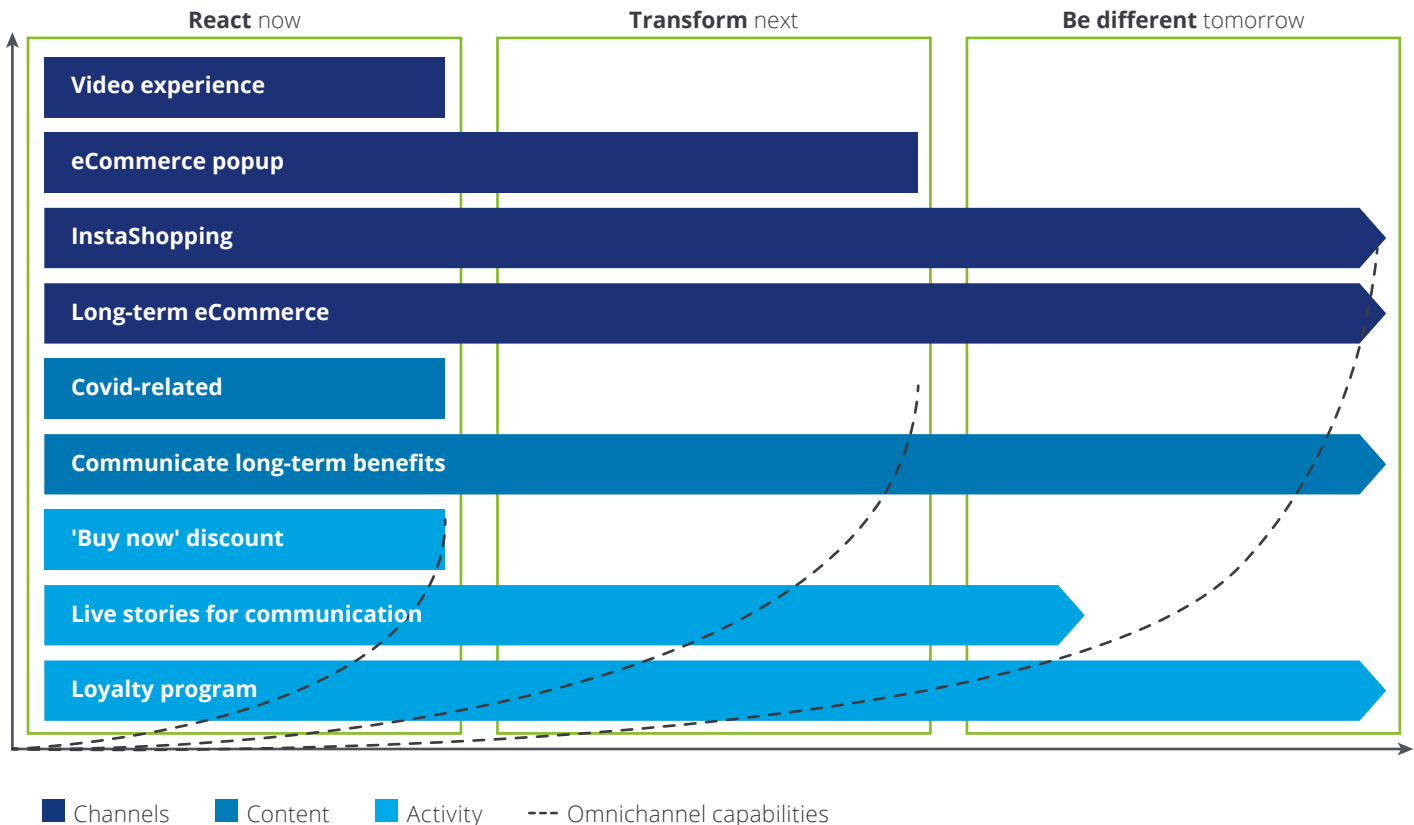 React now
Transform next
Be different tomorrow
Video experience
eCommerce popup
InstaShopping
Long-term eCommerce
Covid-related
Communicate long-term benefits
'Buy now' discount
Live stories for communication
Loyalty program
Channels
Content
Activity
Omnichannel capabilities